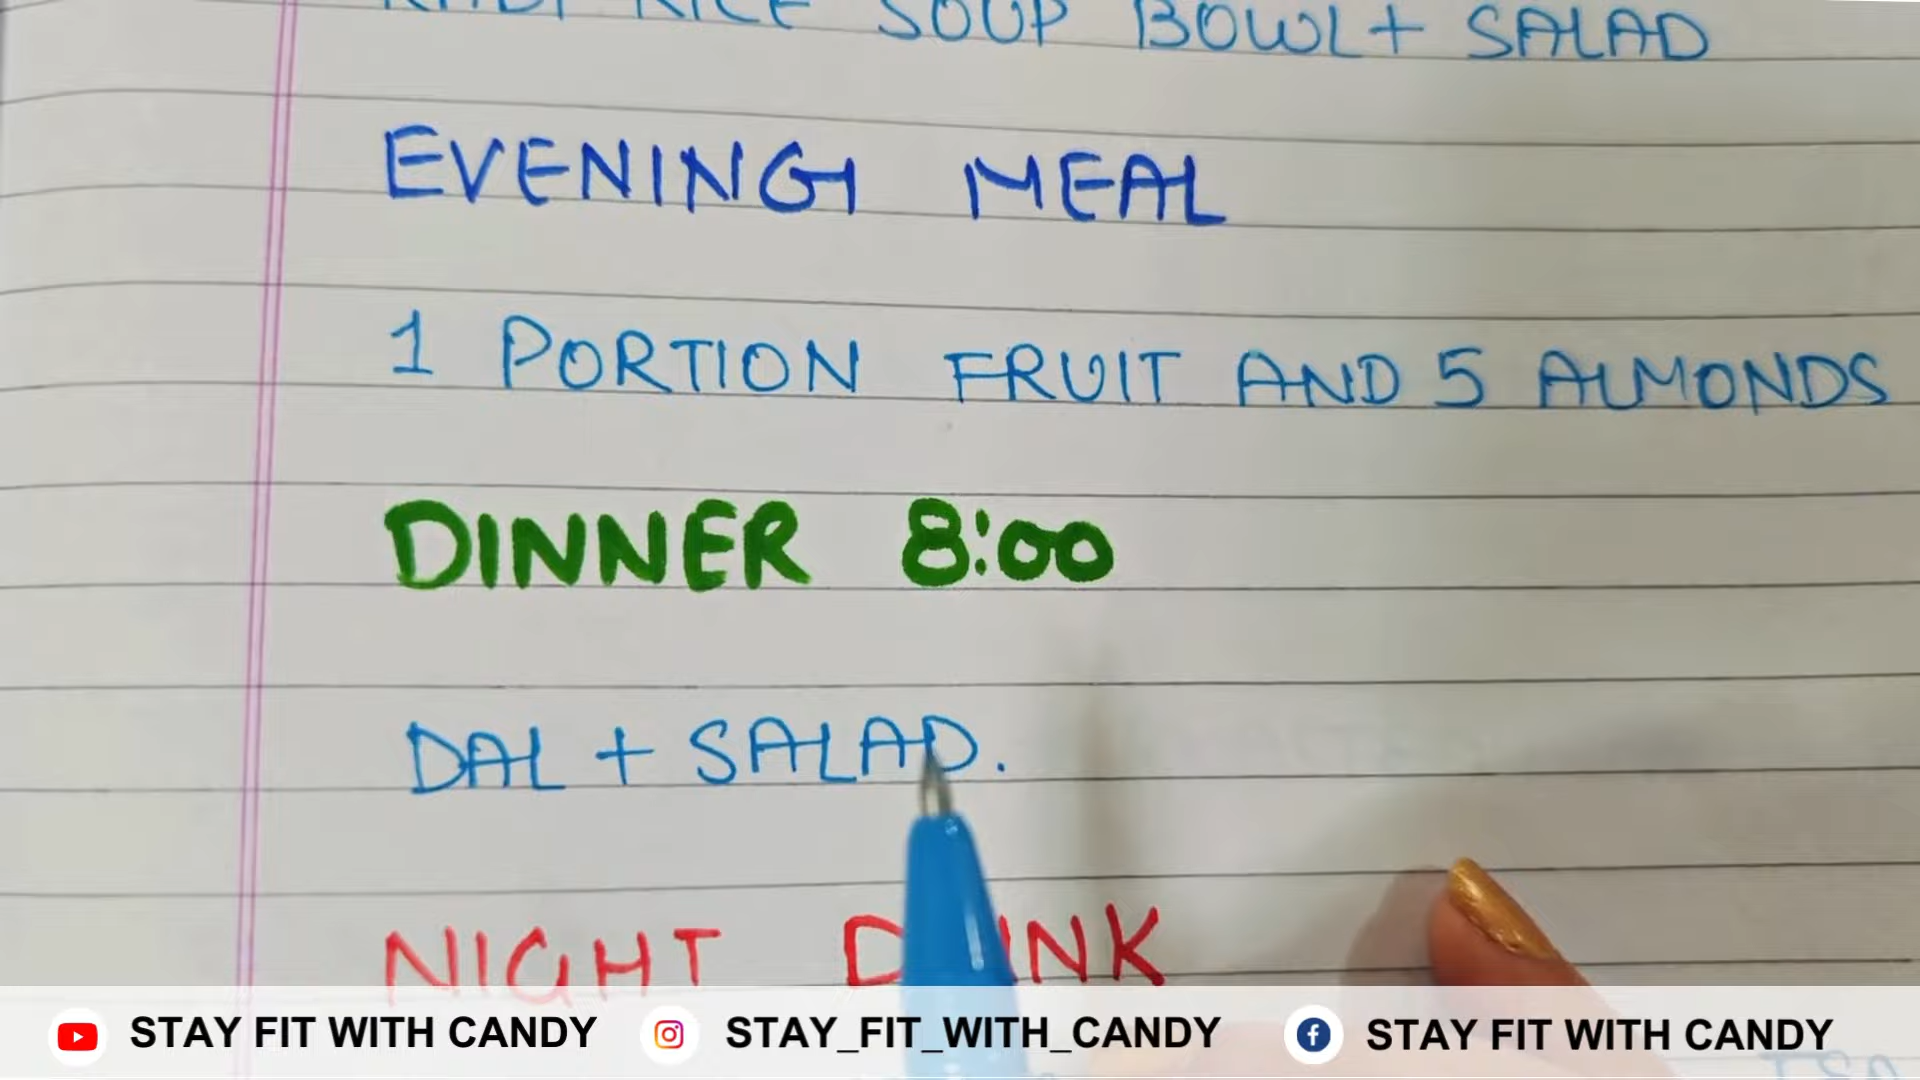 RICE SOUP BOWL + SALAD
EVENING MEAL
1 PORTION FRUIT AND 5 ALMONDS
DINNER 8:00
DAL + SALAD.
NIGHT
STAY FIT WITH CANDY STAY_FIT_WITH_CANDY STAY FIT WITH CANDY